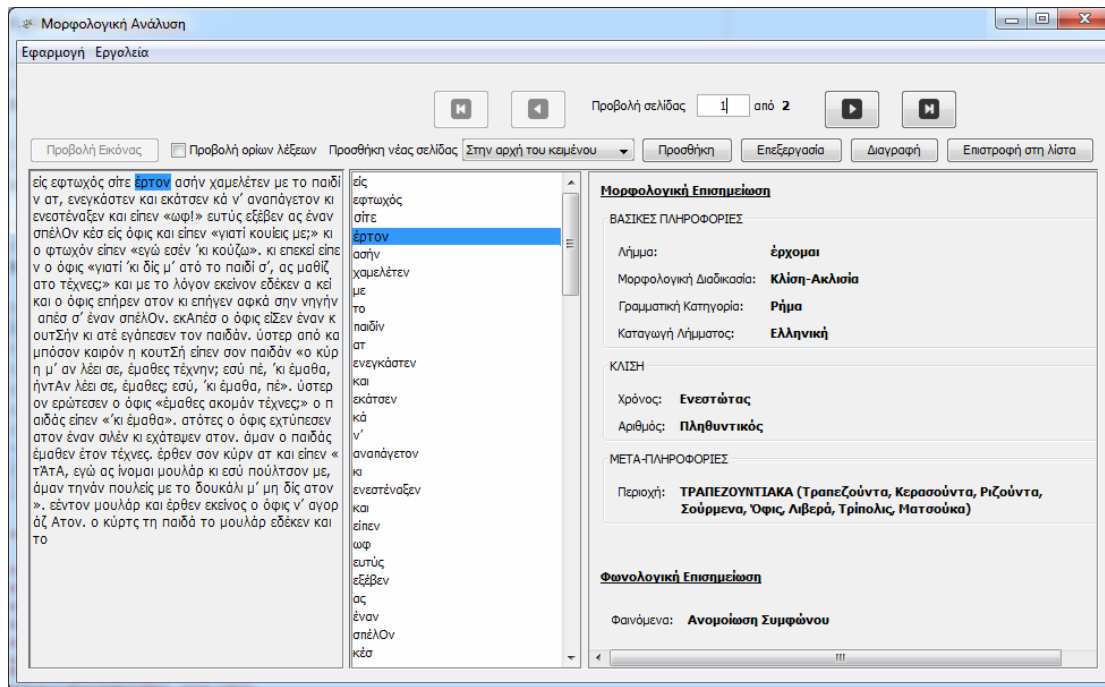 Μορφολογική Ανάλυση
Εφαρμογή Εργαλεία
Προβολή σελίδας 1 από 2
Προβολή Εικόνας Προβολή ορίων λέξεων Προσθήκη νέας σελίδας Στην αρχή του κειμένου Προσθήκη Επεξεργασία Διαγραφή Επιστροφή στη λίστα
είς εφτωχός σίτε έρτον ασήν χαμελέτεν με το παιδί
ν ατ, ενεγκάστεν και εκάτσεν κά ν' αναπάγετον κι
ενεστέναξεν και είπεν «ωφ!» ευτύς εξέβεν ας έναν
σπέλΟν κέσ είς όφις και είπεν «γιατί κουίεις με;» κι
ο φτωχόν είπεν «εγώ εσέν 'κι κούζω». κι επεκεί είπε
ν ο όφις «γιατί 'κι δίς μ' ατό το παιδί σ', ας μαθίζ
ατο τέχνες;» και με το λόγον εκείνον εδέκεν α κεί
και ο όφις επήρεν ατον κι επήγεν αφκά σην νηγήν
απέσ σ' έναν σπέλΟν. εκΑπέσ ο όφις είΣεν έναν κ
ουτΣήν κι ατέ εγάπεσεν τον παιδάν. ύστερ από κα
μπόσον καιρόν η κουτΣή είπεν σον παιδάν «ο κύρ
η μ' αν λέει σε, έμαθες τέχνην; εσύ πέ, 'κι έμαθα,
ήντΑν λέει σε, έμαθες; εσύ, 'κι έμαθα, πέ». ύστερ
ον ερώτεσεν ο όφις «έμαθες ακομάν τέχνες;» ο π
αιδάς είπεν «'κι έμαθα». ατότες ο όφις εχτύπεσεν
ατον έναν σιλέν κι εχάτεψεν ατον. άμαν ο παιδάς
έμαθεν έτον τέχνες. έρθεν σον κύρν ατ και είπεν «
τΆτΑ, εγώ ας ίνομαι μουλάρ κι εσύ πούλτσον με,
άμαν τηνάν πουλείς με το δουκάλι μ' μη δίς ατον
». εέντον μουλάρ και έρθεν εκείνος ο όφις ν' αγορ
άζ Ατον. ο κύρτς τη παιδά το μουλάρ εδέκεν και
το
είς
εφτωχός
σίτε
έρτον
ασήν
χαμελέτεν
με
το
παιδίν
ατ
ενεγκάστεν
και
εκάτσεν
κά
ν'
αναπάγετον
κι
ενεστέναξεν
και
είπεν
ωφ
ευτύς
εξέβεν
ας
έναν
σπέλΟν
κέσ
Μορφολογική Επισημείωση
ΒΑΣΙΚΕΣ ΠΛΗΡΟΦΟΡΙΕΣ
Λήμμα: έρχομαι
Μορφολογική Διαδικασία: Κλίση-Ακλισία
Γραμματική Κατηγορία: Ρήμα
Καταγωγή Λήμματος: Ελληνική
ΚΛΙΣΗ
Χρόνος: Ενεστώτας
Αριθμός: Πληθυντικός
ΜΕΤΑ-ΠΛΗΡΟΦΟΡΙΕΣ
Περιοχή: ΤΡΑΠΕΖΟΥΝΤΙΑΚΑ (Τραπεζούντα, Κερασούντα, Ριζούντα,
Σούρμενα, Όφις, Λιβερά, Τρίπολις, Ματσούκα)
Φωνολογική Επισημείωση
Φαινόμενα: Ανομοίωση Συμφώνου